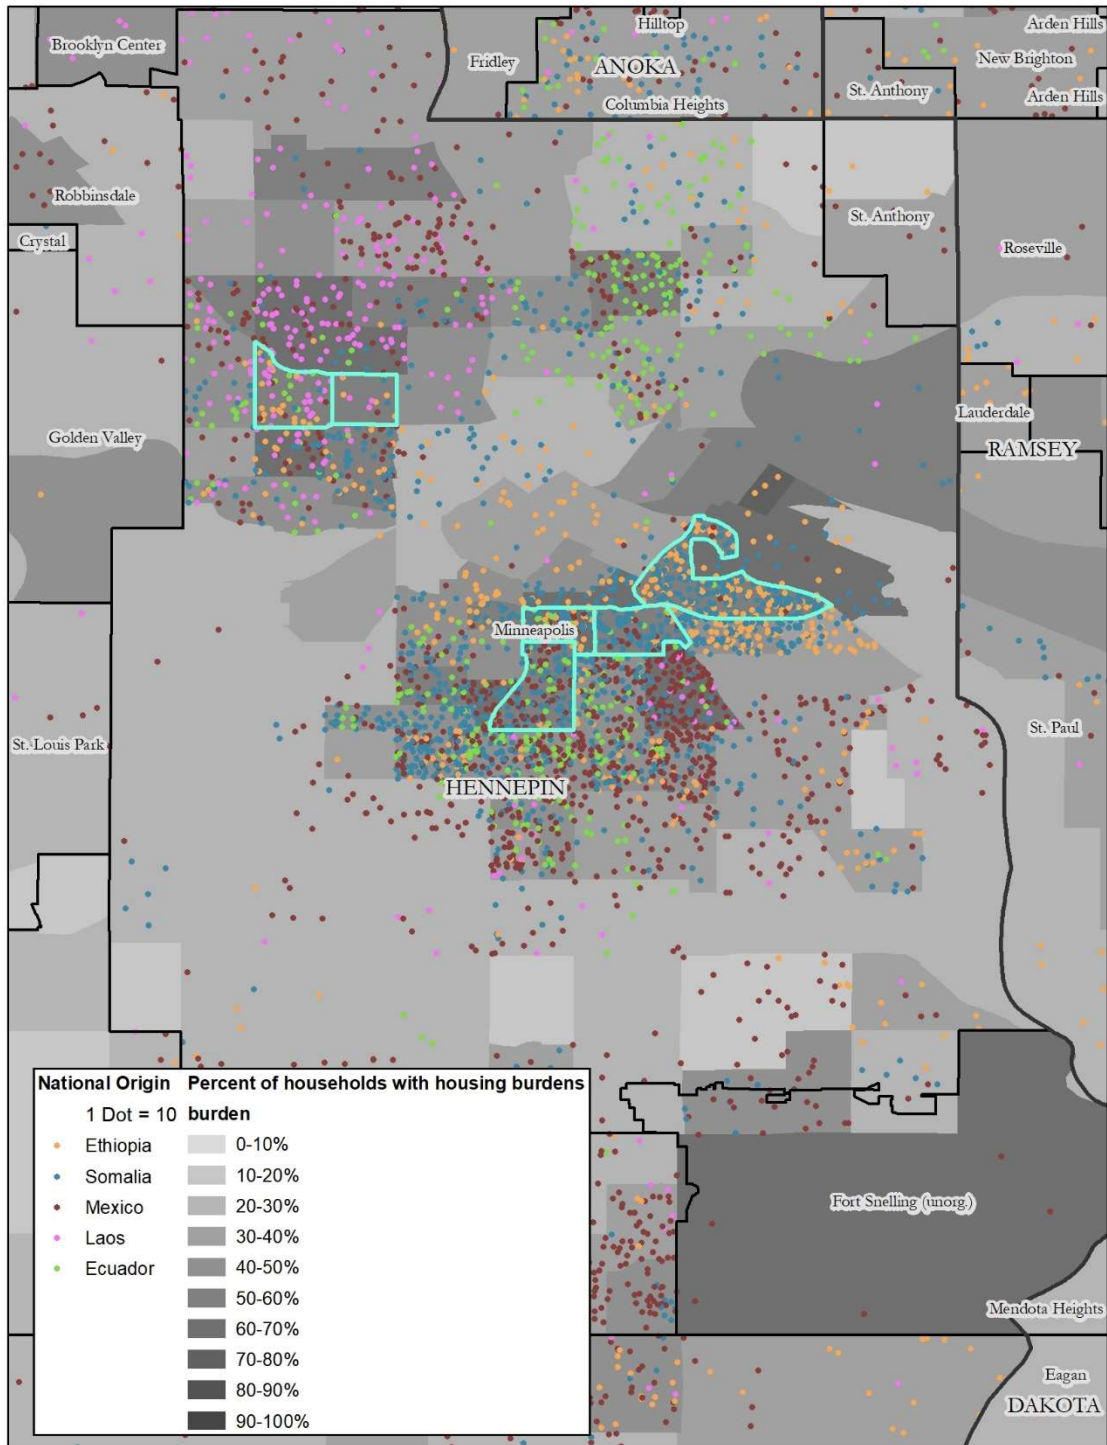 Hilltop
Arden Hills
Brooklyn Center
Fridley
ANOKA
New Brighton
St. Anthony
Arden Hills
Columbia Heights
Robbinsdale
St. Anthony
Crystal
Roseville
Lauderdale
Golden Valley
RAMSEY
Minneapolis
St. Louis Park
St. Paul
HENNEPIN
National Origin
1 Dot = 10
Ethiopia
Somalia
Mexico
Laos
Ecuador
Percent of households with housing burdens
burden
0-10%
10-20%
20-30%
30-40%
40-50%
50-60%
60-70%
70-80%
80-90%
90-100%
Fort Snelling (unorg.)
Mendota Heights
Eagan
DAKOTA